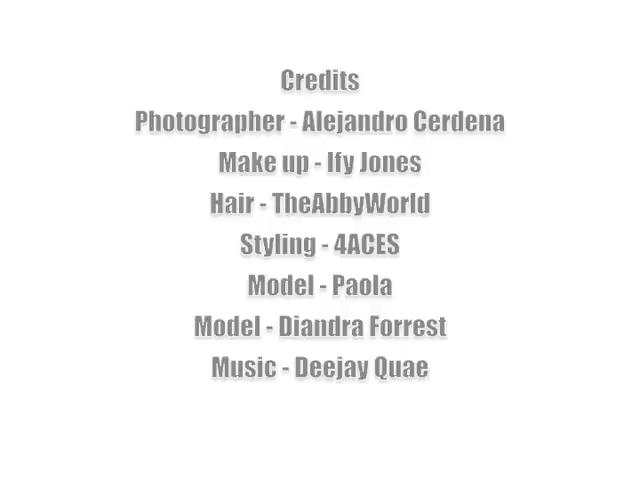 Credits
Photographer - Alejandro Cerdena
Make up - Ify Jones
Hair - TheAbbyWorld
Styling - 4ACES
Model - Paola
Model - Diandra Forrest
Music - Deejay Quae